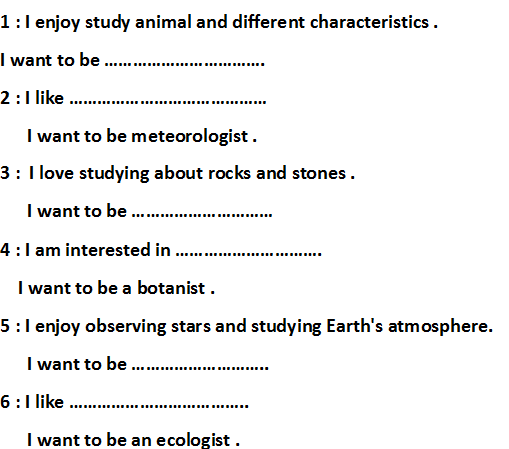 1 : I enjoy study animal and different characteristics .
I want to be …………………………….
2 : I like ……………………………………
I want to be meteorologist .
3 : I love studying about rocks and stones .
I want to be …………………………
4 : I am interested in ………………………….
I want to be a botanist .
5 : I enjoy observing stars and studying Earth's atmosphere.
I want to be ………………………..
6 : I like ………………………………..
I want to be an ecologist .